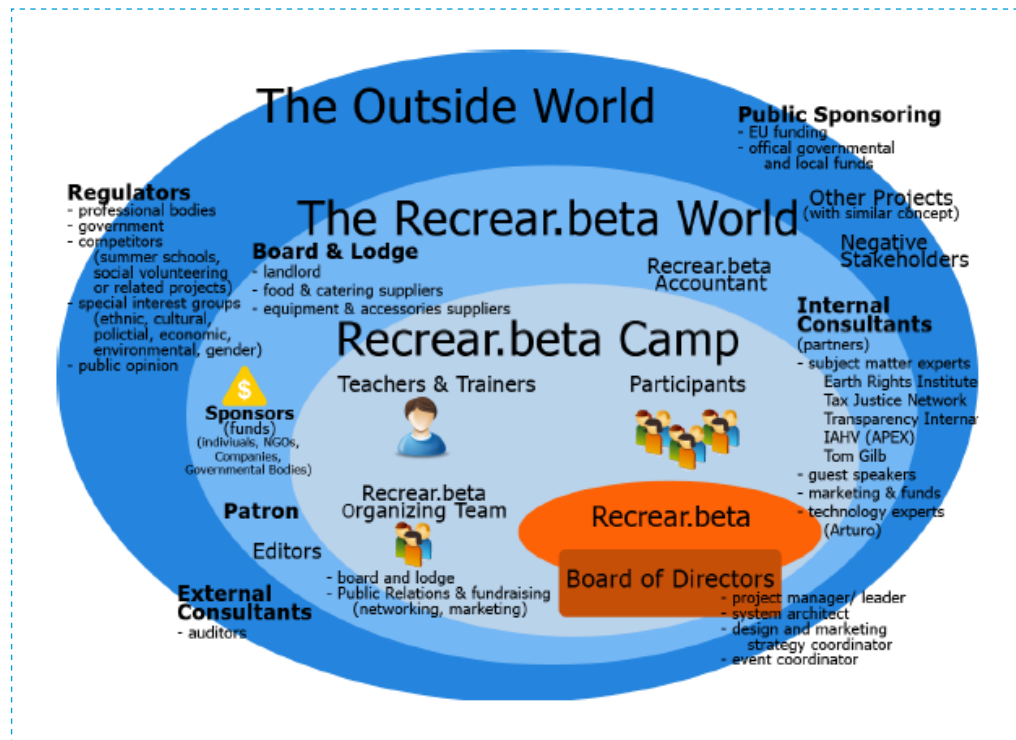 The Outside World
Public Sponsoring
- EU funding
- offical governmental
and local funds
Regulators
- professional bodies
- government
- competitors
(summer schools,
social volunteering
or related projects)
- special interest groups
(ethnic, cultural,
polictial, economic,
environmental, gender)
- public opinion
The Recrear.beta World
Other Projects
(with similar concept)
Negative
Stakeholders
Board & Lodge
- landlord
- food & catering suppliers
- equipment & accessories suppliers
Recrear.beta
Accountant
Internal
Consultants
(partners)
- subject matter experts
Earth Rights Institute
Tax Justice Network
Transparency Internat
IAHV (APEX)
Tom Gilb
- guest speakers
- marketing & funds
- technology experts
(Arturo)
Recrear.beta Camp
Teachers & Trainers
Participants
$
Sponsors
(funds)
(indiviuals, NGOs,
Companies,
Governmental Bodies)
Patron
Editors
Recrear.beta
Organizing Team
- board and lodge
- Public Relations & fundraising
(networking, marketing)
Recrear.beta
Board of Directors
- project manager/ leader
- system architect
- design and marketing
strategy coordinator
- event coordinator
External
Consultants
- auditors